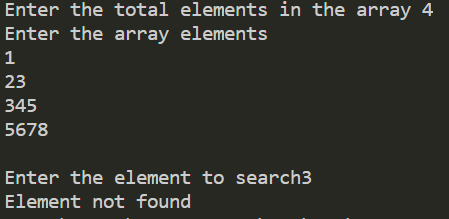 Enter the total elements in the array 4
Enter the array elements
1
23
345
5678
Enter the element to search3
Element not found